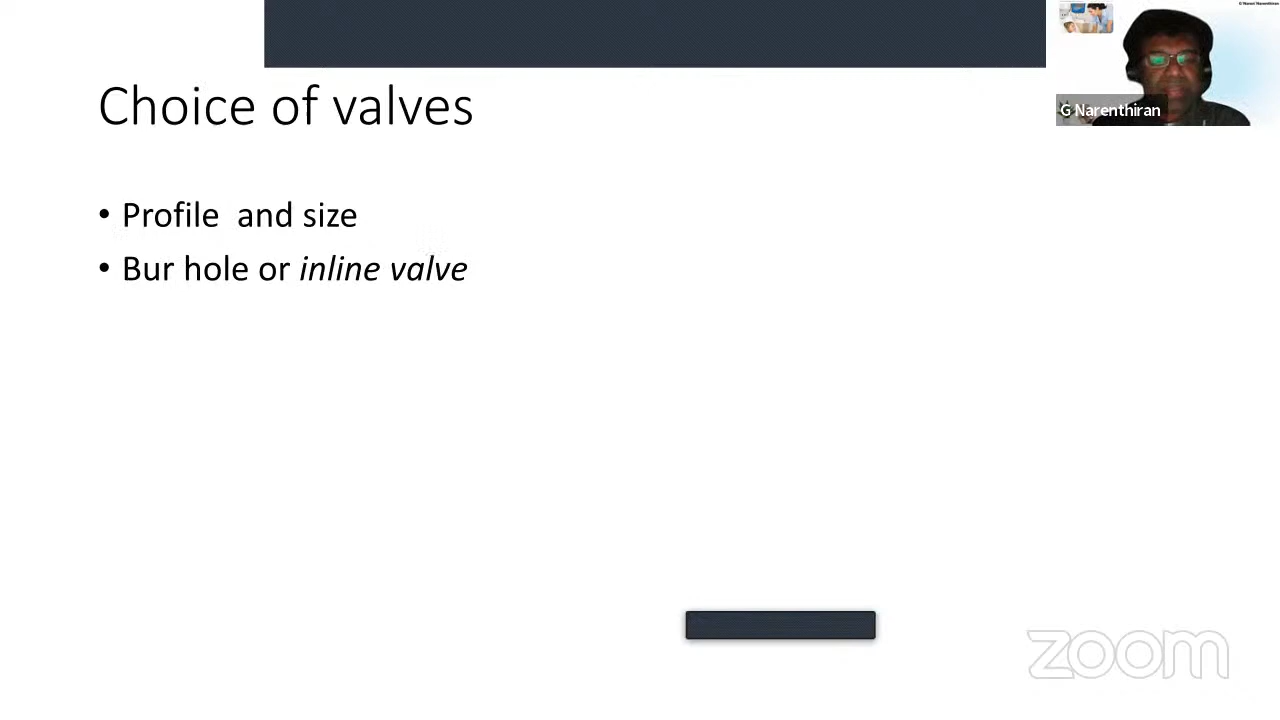 Choice of valves
• Profile  and size
• Bur hole or inline valve
G Narenthiran
zoom